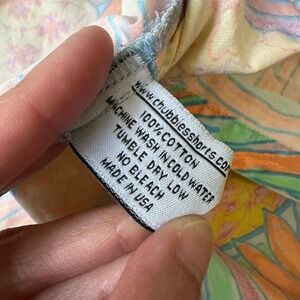 www.chubbiesshorts.com
100% COTTON
MACHINE WASH IN COLD WATER
TUMBLE DRY LOW
NO BLEACH
MADE IN USA